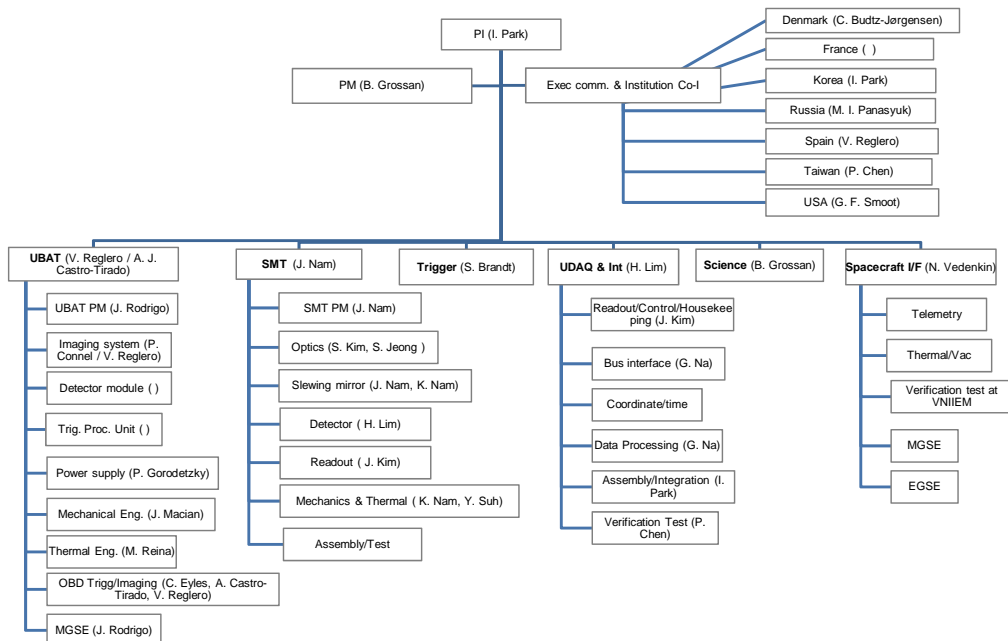 PI (I. Park)
PM (B. Grossan)
Exec comm. & Institution Co-I
Denmark (C. Budtz-Jørgensen)
France ( )
Korea (I. Park)
Russia (M. I. Panasyuk)
Spain (V. Reglero)
Taiwan (P. Chen)
USA (G. F. Smoot)
UBAT (V. Reglero / A. J.
Castro-Tirado)
UBAT PM (J. Rodrigo)
Imaging system (P.
Connel / V. Reglero)
Detector module ( )
Trig. Proc. Unit ( )
Power supply (P. Gorodetzky)
Mechanical Eng. (J. Macian)
Thermal Eng. (M. Reina)
OBD Trigg/Imaging (C. Eyles, A. Castro-
Tirado, V. Reglero)
MGSE (J. Rodrigo)
SMT (J. Nam)
SMT PM (J. Nam)
Optics (S. Kim, S. Jeong )
Slewing mirror (J. Nam, K. Nam)
Detector ( H. Lim)
Readout ( J. Kim)
Mechanics & Thermal ( K. Nam, Y. Suh)
Assembly/Test
Trigger (S. Brandt)
UDAQ & Int (H. Lim)
Readout/Control/Housekee
ping (J. Kim)
Bus interface (G. Na)
Coordinate/time
Data Processing (G. Na)
Assembly/Integration (I.
Park)
Verification Test (P.
Chen)
Science (B. Grossan)
Spacecraft I/F (N. Vedenkin)
Telemetry
Thermal/Vac
Verification test at
VNIIEM
MGSE
EGSE